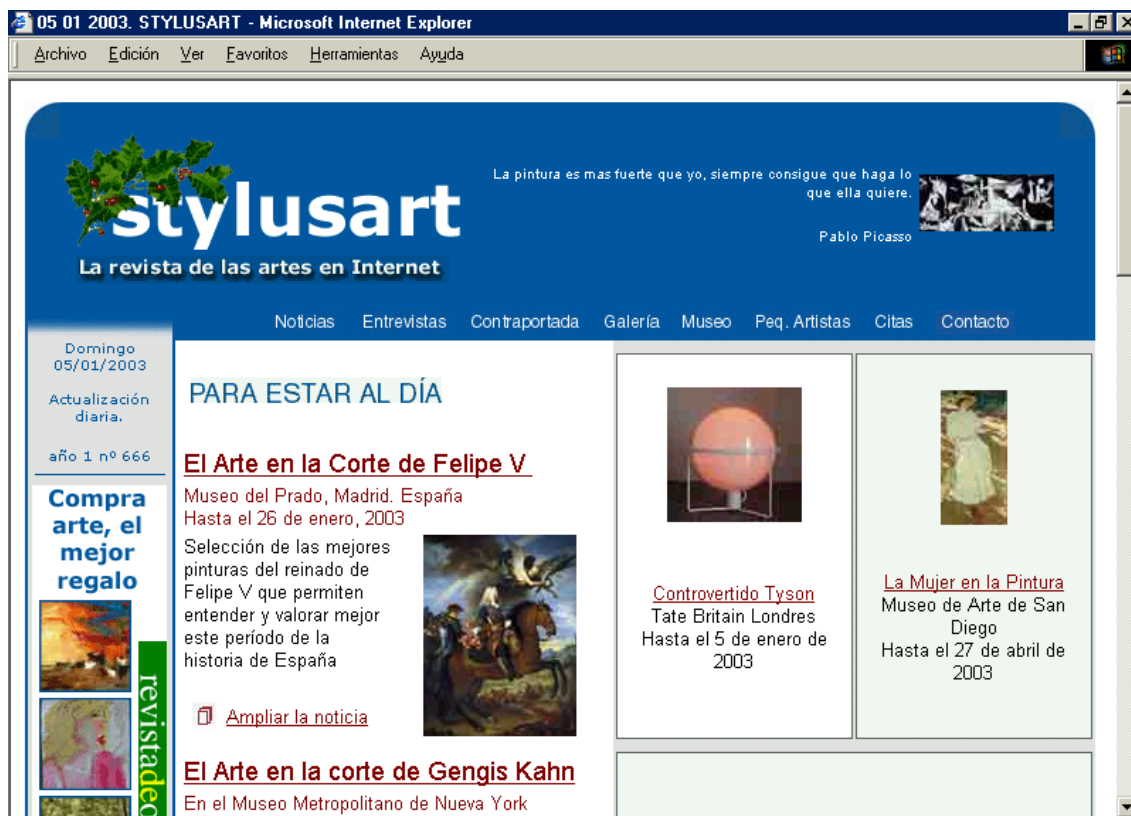 05 01 2003. STYLUSART - Microsoft Internet Explorer
Archivo Edición Ver Favoritos Herramientas Ayuda
stylusart
La revista de las artes en Internet
La pintura es mas fuerte que yo, siempre consigue que haga lo
que ella quiere.
Pablo Picasso
Noticias Entrevistas Contraportada Galería Museo Peq. Artistas Citas Contacto
Domingo
05/01/2003
Actualización
diaria.
año 1 nº 666
Compra
arte, el
mejor
regalo
revistadeo
PARA ESTAR AL DÍA
El Arte en la Corte de Felipe V
Museo del Prado, Madrid. España
Hasta el 26 de enero, 2003
Selección de las mejores
pinturas del reinado de
Felipe V que permiten
entender y valorar mejor
este período de la
historia de España
Ampliar la noticia
El Arte en la corte de Gengis Kahn
En el Museo Metropolitano de Nueva York
Controvertido Tyson
Tate Britain Londres
Hasta el 5 de enero de
2003
La Mujer en la Pintura
Museo de Arte de San
Diego
Hasta el 27 de abril de
2003